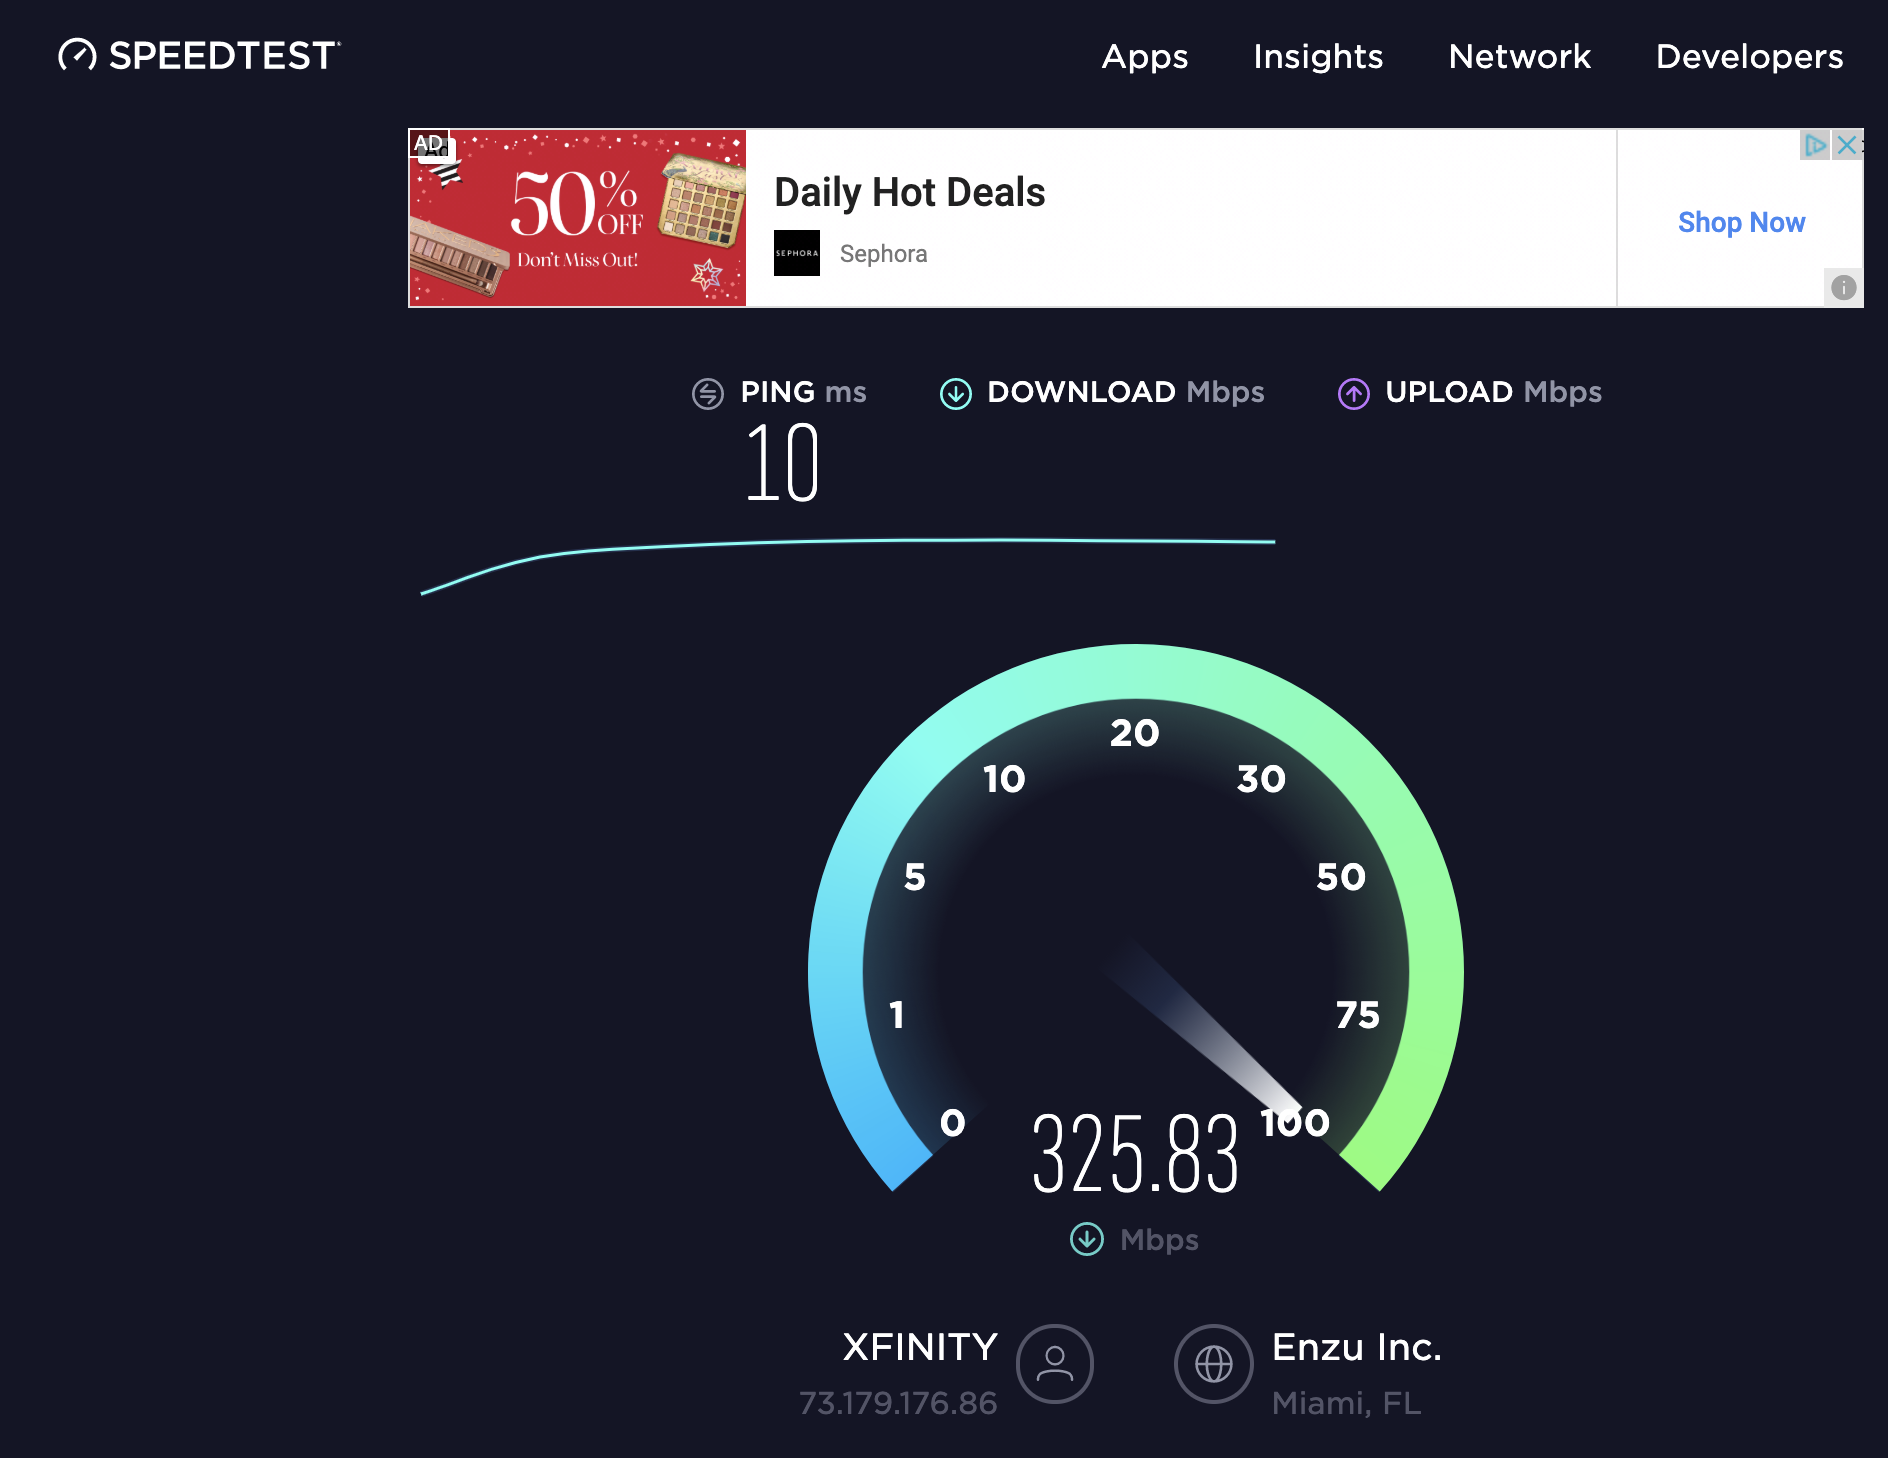 SPEEDTEST
Apps Insights Network Developers
AD
Ad
50% OFF
Don't Miss Out!
Daily Hot Deals
SEPHORA
Sephora
Shop Now
PING ms
10
DOWNLOAD Mbps
UPLOAD Mbps
0
1
5
10
20
30
50
75
100
325.83
Mbps
XFINITY
73.179.176.86
Enzu Inc.
Miami, FL